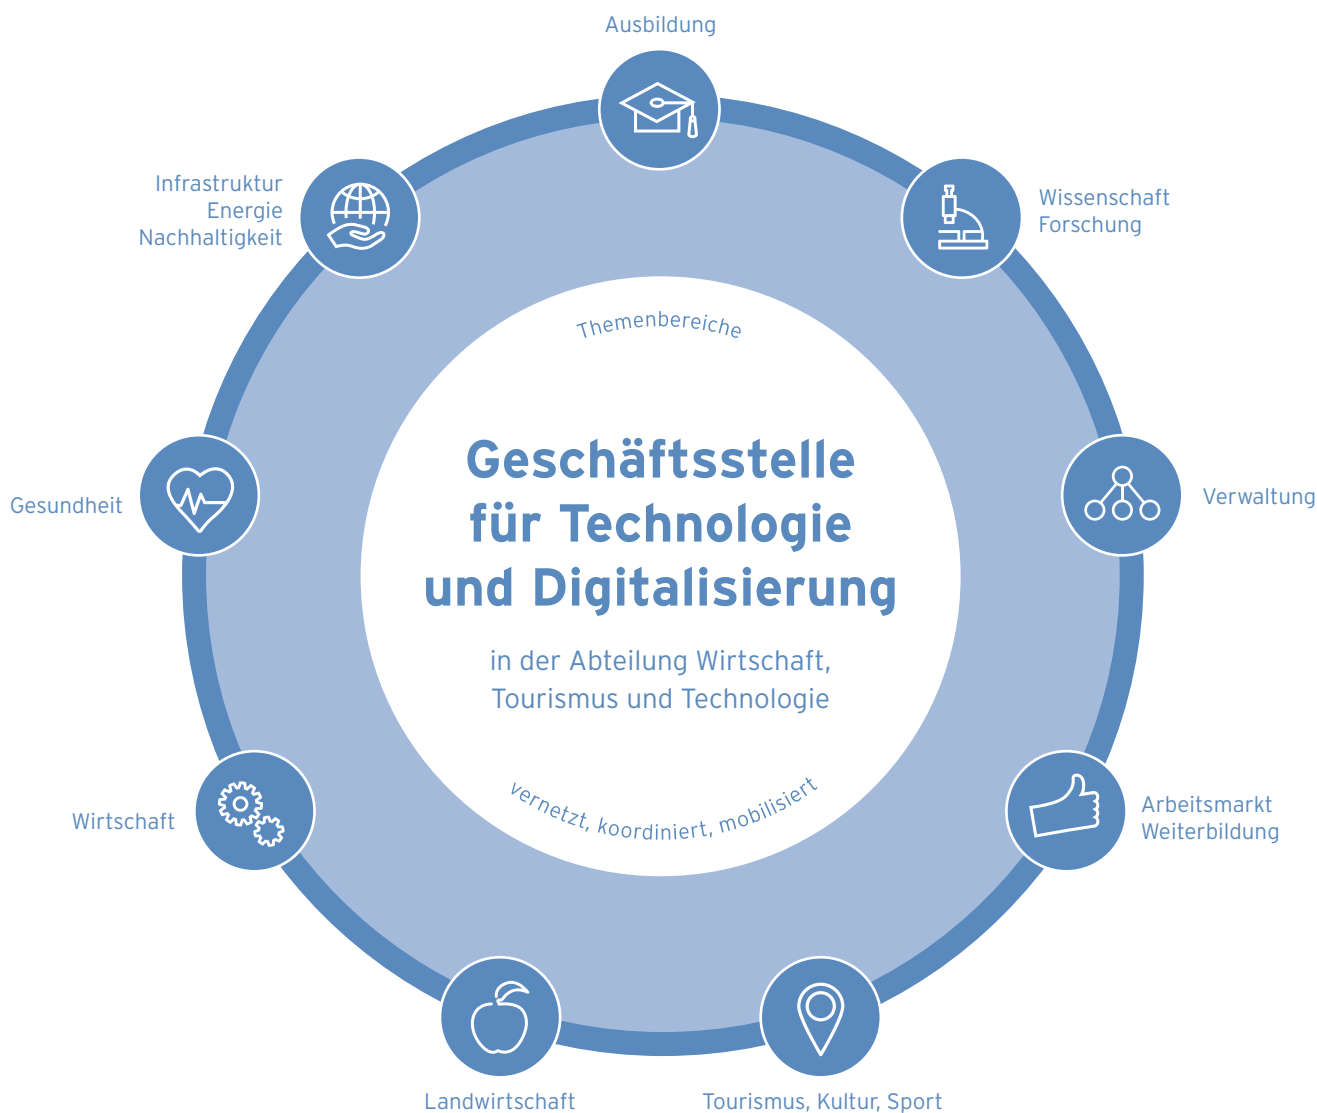 Ausbildung
Infrastruktur
Energie
Nachhaltigkeit
Wissenschaft
Forschung
Themenbereiche
Geschäftsstelle
für Technologie
und Digitalisierung
in der Abteilung Wirtschaft,
Tourismus und Technologie
vernetzt, koordiniert, mobilisiert
Gesundheit
Verwaltung
Wirtschaft
Arbeitsmarkt
Weiterbildung
Landwirtschaft
Tourismus, Kultur, Sport